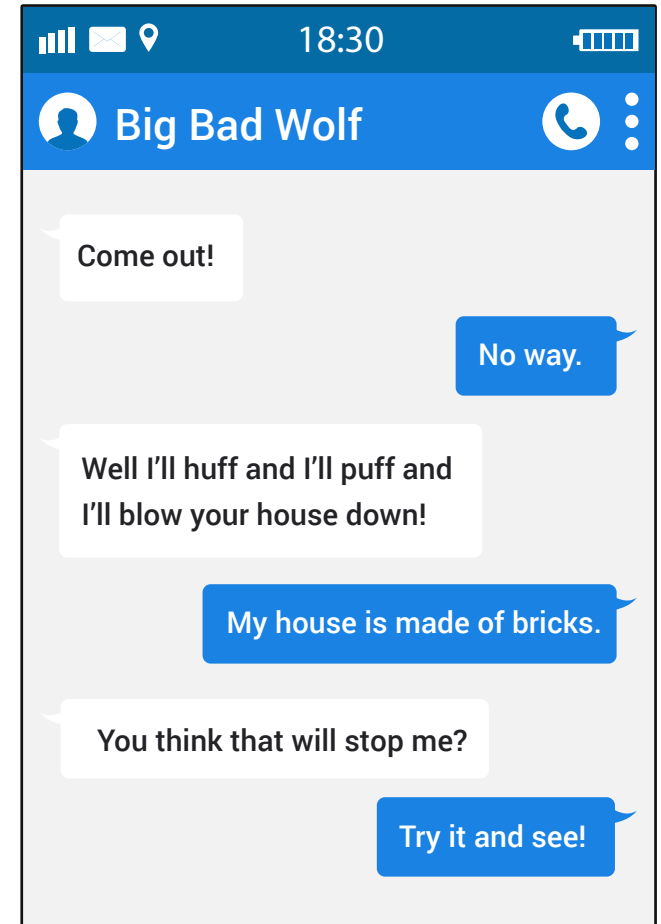 18:30
Big Bad Wolf
Come out!
No way.
Well I’ll huff and I’ll puff and
I’ll blow your house down!
My house is made of bricks.
You think that will stop me?
Try it and see!